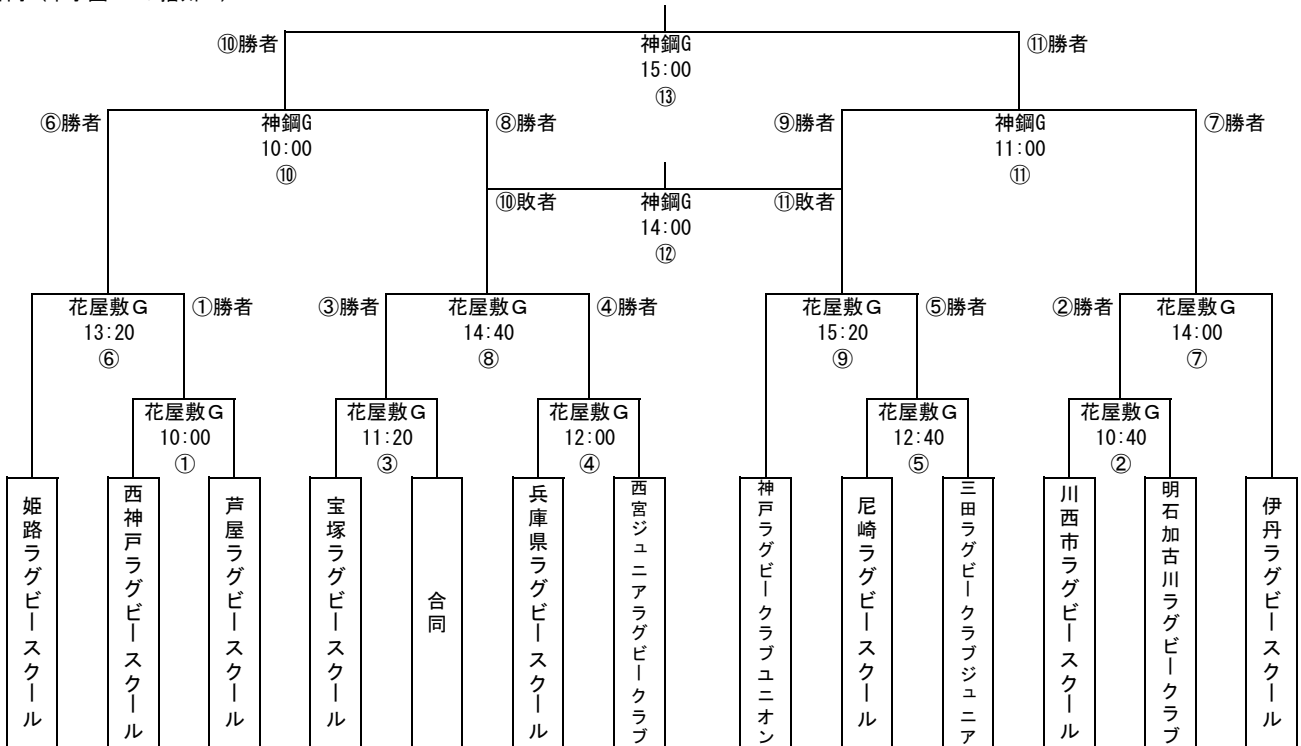 ⑩勝者
神鋼G
15:00
⑬
⑪勝者
⑥勝者
神鋼G
10:00
⑩
⑧勝者
⑨勝者
神鋼G
11:00
⑪
⑦勝者
⑩敗者
神鋼G
14:00
⑫
⑪敗者
花屋敷G
13:20
⑥
①勝者
③勝者
花屋敷G
14:40
⑧
④勝者
花屋敷G
15:20
⑨
⑤勝者
②勝者
花屋敷G
14:00
⑦
花屋敷G
10:00
①
花屋敷G
11:20
③
花屋敷G
12:00
④
花屋敷G
12:40
⑤
花屋敷G
10:40
②
姫路ラグビースクール
西神戸ラグビースクール
芦屋ラグビースクール
宝塚ラグビースクール
合同
兵庫県ラグビースクール
西宮ジュニアラグビークラブ
神戸ラグビークラブユニオン
尼崎ラグビースクール
三田ラグビークラブジュニア
川西市ラグビースクール
明石加古川ラグビークラブ
伊丹ラグビースクール